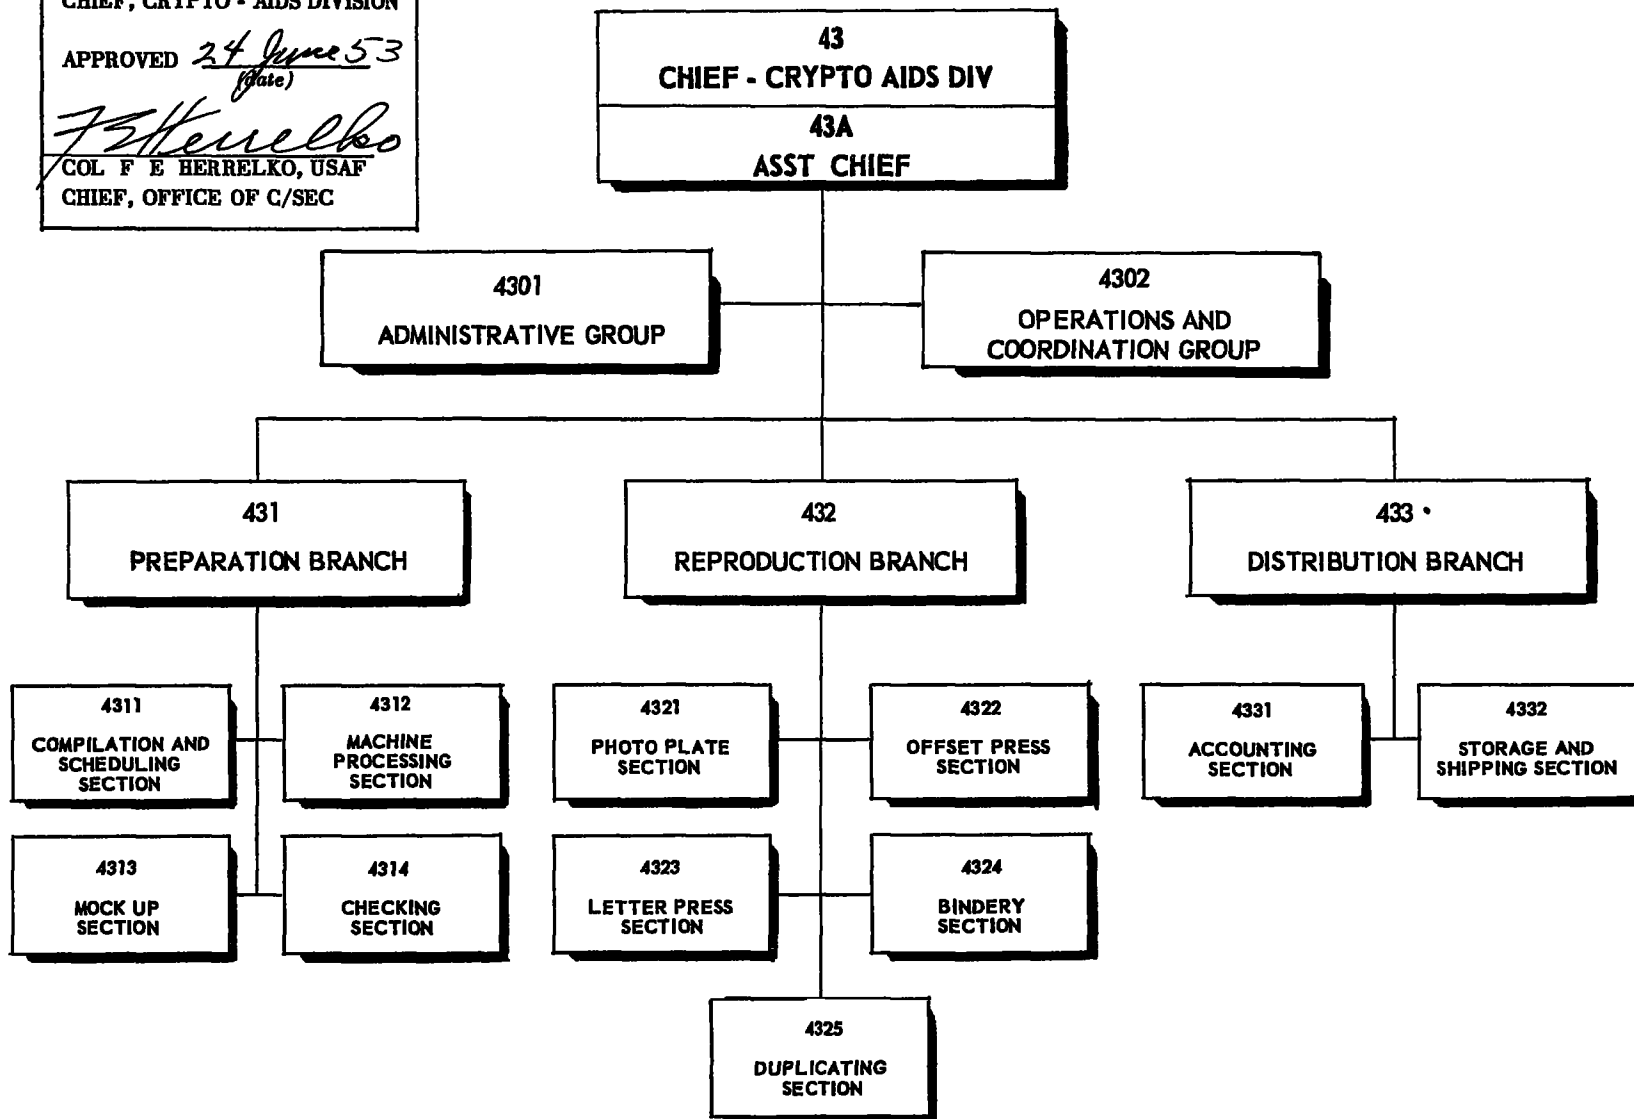 CHIEF, CRYPTO - AIDS DIVISION
APPROVED 24 June 53
(date)
F E Herrelko
COL F E HERRELKO, USAF
CHIEF, OFFICE OF C/SEC
43
CHIEF - CRYPTO AIDS DIV
43A
ASST CHIEF
4301
ADMINISTRATIVE GROUP
4302
OPERATIONS AND
COORDINATION GROUP
431
PREPARATION BRANCH
432
REPRODUCTION BRANCH
433
DISTRIBUTION BRANCH
4311
COMPILATION AND
SCHEDULING
SECTION
4312
MACHINE
PROCESSING
SECTION
4321
PHOTO PLATE
SECTION
4322
OFFSET PRESS
SECTION
4331
ACCOUNTING
SECTION
4332
STORAGE AND
SHIPPING SECTION
4313
MOCK UP
SECTION
4314
CHECKING
SECTION
4323
LETTER PRESS
SECTION
4324
BINDERY
SECTION
4325
DUPLICATING
SECTION